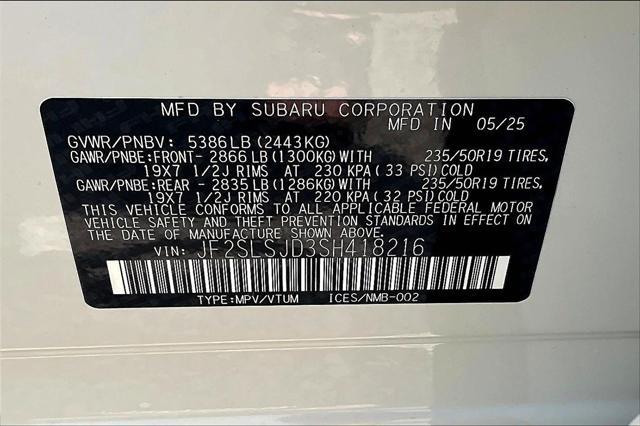 MFD BY SUBARU CORPORATION
MFD IN 05/25
GVWR/PNBV: 5386LB (2443KG)
GAWR/PNBE:FRONT- 2866LB (1300KG) WITH 235/50R19 TIRES,
19X7 1/2J RIMS AT 230 KPA (33 PSI) COLD
GAWR/PNBE:REAR - 2835LB (1286KG) WITH 235/50R19 TIRES,
19X7 1/2J RIMS AT 220 KPA (32 PSI) COLD
THIS VEHICLE CONFORMS TO ALL APPLICABLE FEDERAL MOTOR
VEHICLE SAFETY AND THEFT PREVENTION STANDARDS IN EFFECT ON
THE DATE OF MANUFACTURE SHOWN ABOVE.
VIN: JF2SLSJD3SH418216
TYPE:MPV/VTUM ICES/NMB-002